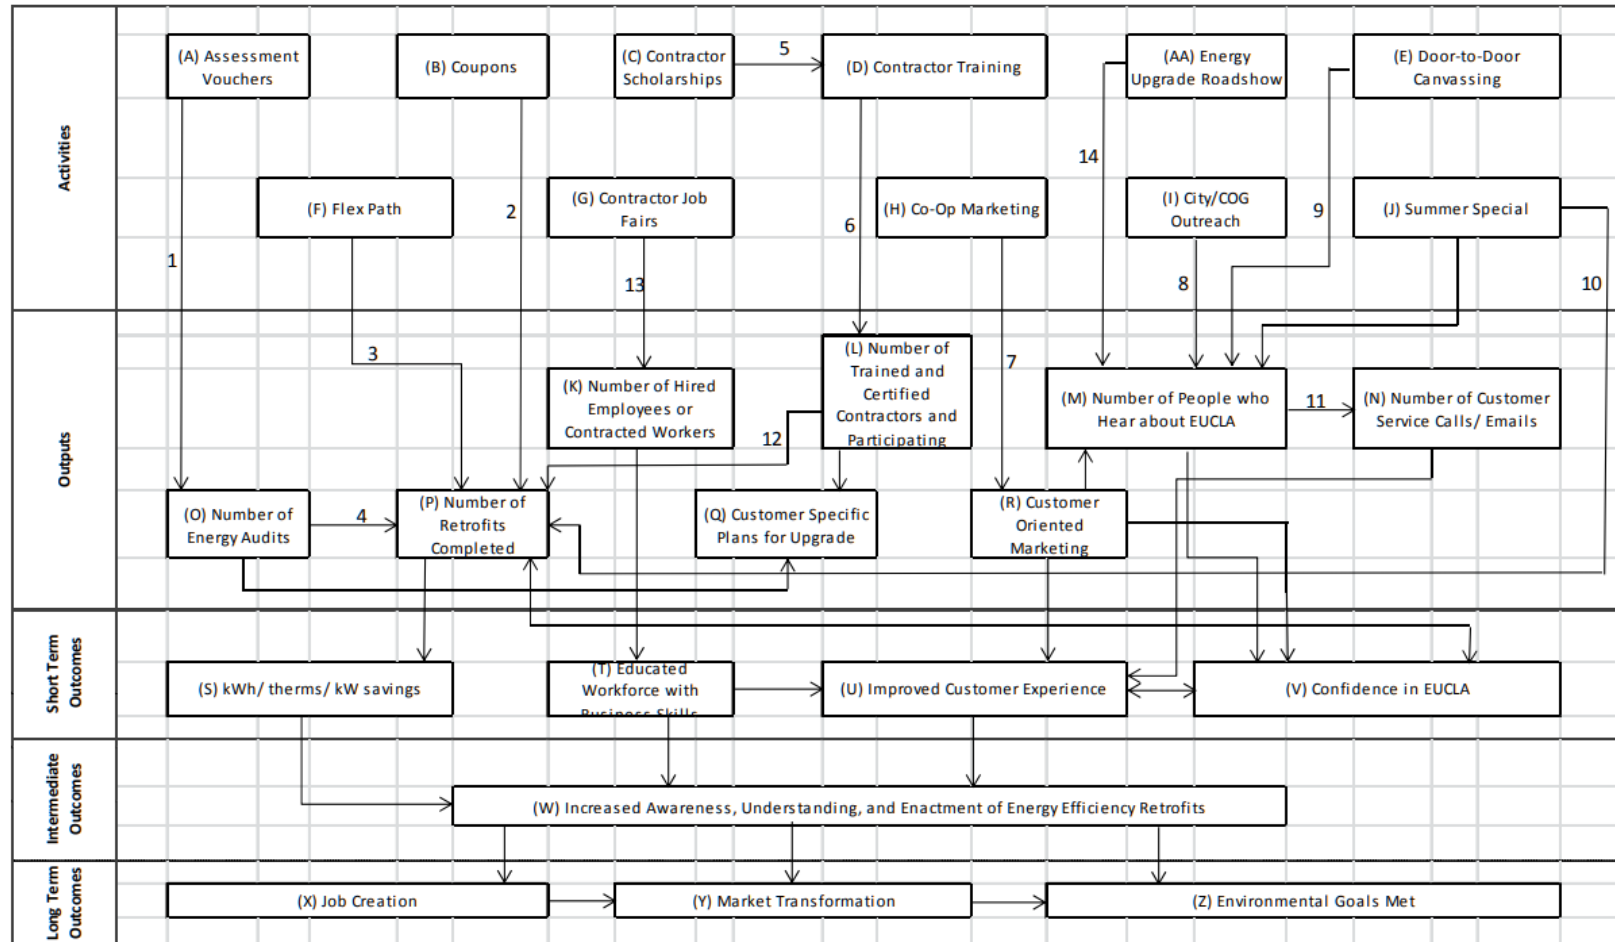 Activities
(A) Assessment
Vouchers
(B) Coupons
(C) Contractor
Scholarships
5
(D) Contractor Training
(AA) Energy
Upgrade Roadshow
(E) Door-to-Door
Canvassing
14
(F) Flex Path
2
(G) Contractor Job
Fairs
6
(H) Co-Op Marketing
(I) City/COG
Outreach
9
(J) Summer Special
1
13
8
10
Outputs
3
(K) Number of Hired
Employees or
Contracted Workers
(L) Number of
Trained and
Certified
Contractors and
Participating
7
(M) Number of People who
Hear about EUCLA
11
(N) Number of Customer
Service Calls/ Emails
12
(O) Number of
Energy Audits
4
(P) Number of
Retrofits
Completed
(Q) Customer Specific
Plans for Upgrade
(R) Customer
Oriented
Marketing
Short Term
Outcomes
(S) kWh/ therms/ kW savings
(T) Educated
Workforce with
Business Skills
(U) Improved Customer Experience
(V) Confidence in EUCLA
Intermediate
Outcomes
(W) Increased Awareness, Understanding, and Enactment of Energy Efficiency Retrofits
Long Term
Outcomes
(X) Job Creation
(Y) Market Transformation
(Z) Environmental Goals Met